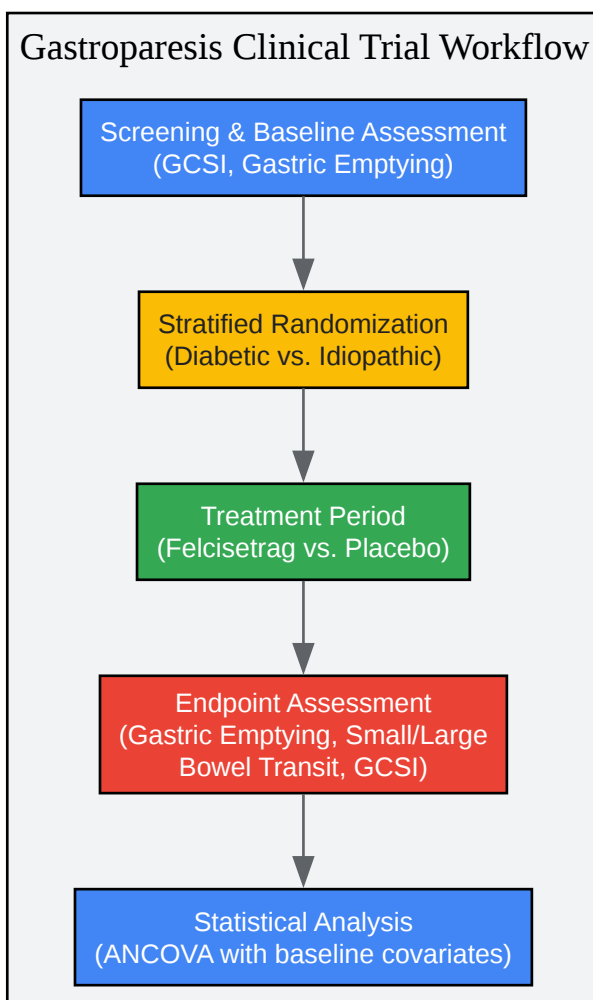 Gastroparesis Clinical Trial Workflow
Screening & Baseline Assessment
(GCSI, Gastric Emptying)
Stratified Randomization
(Diabetic vs. Idiopathic)
Treatment Period
(Felcisetrag vs. Placebo)
Endpoint Assessment
(Gastric Emptying, Small/Large
Bowel Transit, GCSI)
Statistical Analysis
(ANCOVA with baseline covariates)